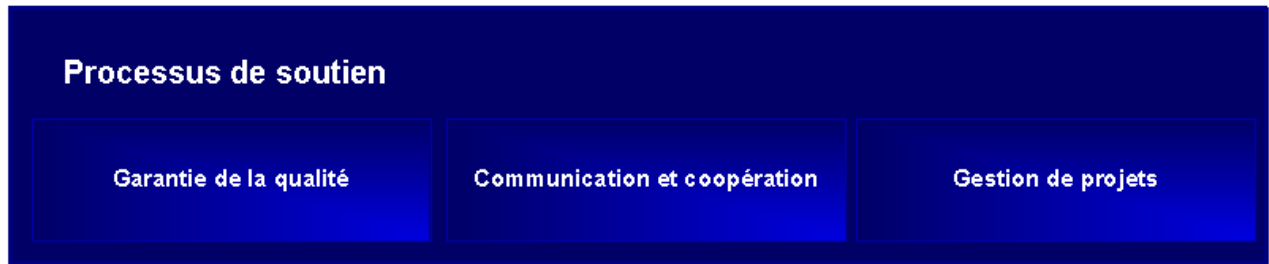 Processus de soutien
Garantie de la qualité
Communication et coopération
Gestion de projets